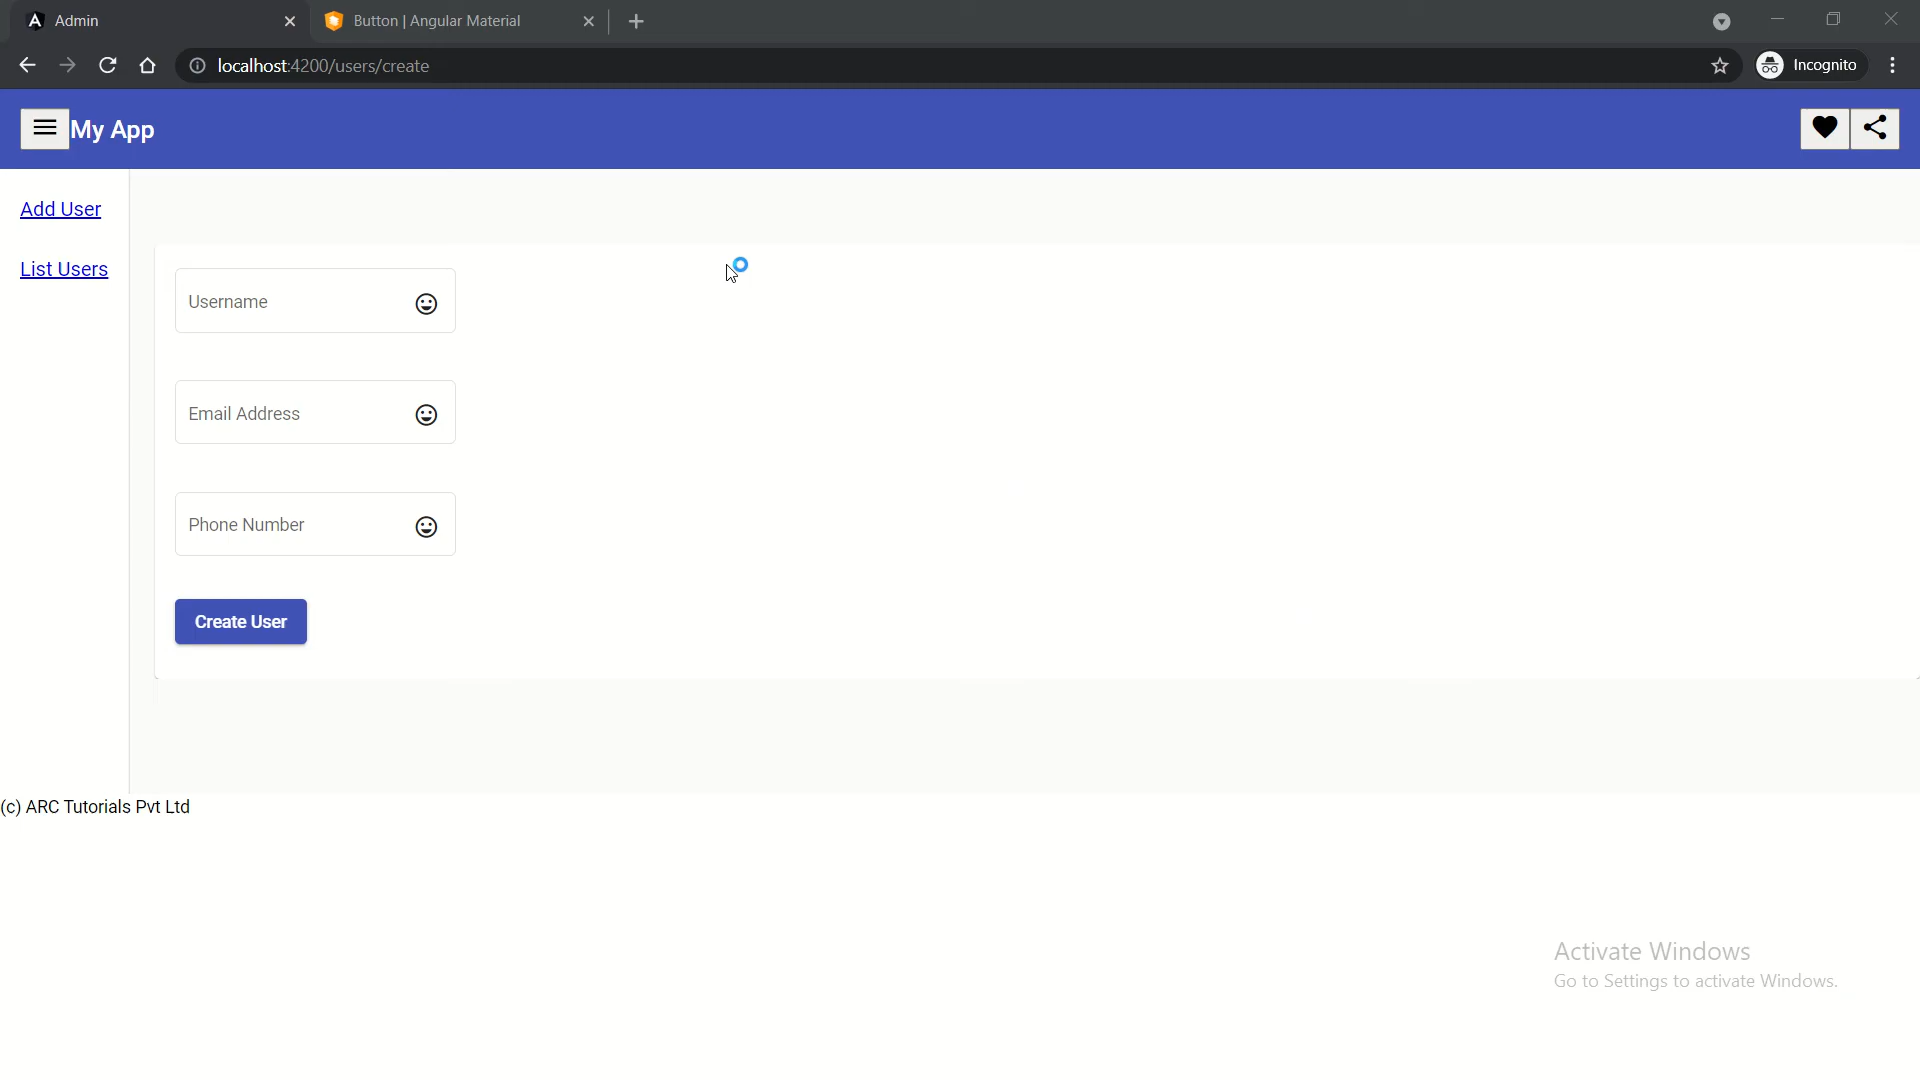 Admin
Button | Angular Material
localhost:4200/users/create
Incognito
My App
Add User
List Users
Username
Email Address
Phone Number
Create User
(c) ARC Tutorials Pvt Ltd
Activate Windows
Go to Settings to activate Windows.